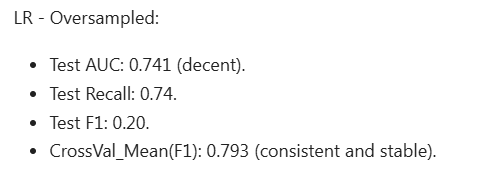 LR - Oversampled:
• Test AUC: 0.741 (decent).
• Test Recall: 0.74.
• Test F1: 0.20.
• CrossVal_Mean(F1): 0.793 (consistent and stable).